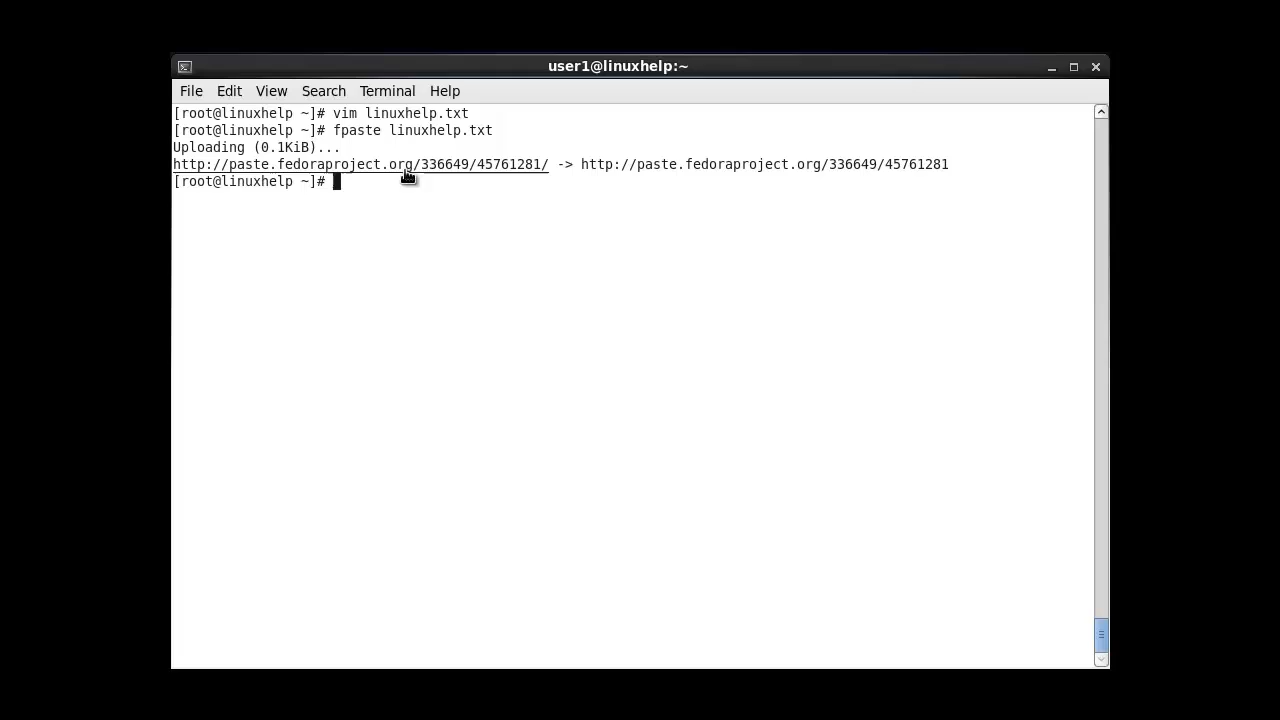 user1@linuxhelp:~
File Edit View Search Terminal Help
[root@linuxhelp ~]# vim linuxhelp.txt
[root@linuxhelp ~]# fpaste linuxhelp.txt
Uploading (0.1KiB)...
http://paste.fedoraproject.org/336649/45761281/ -> http://paste.fedoraproject.org/336649/45761281
[root@linuxhelp ~]#